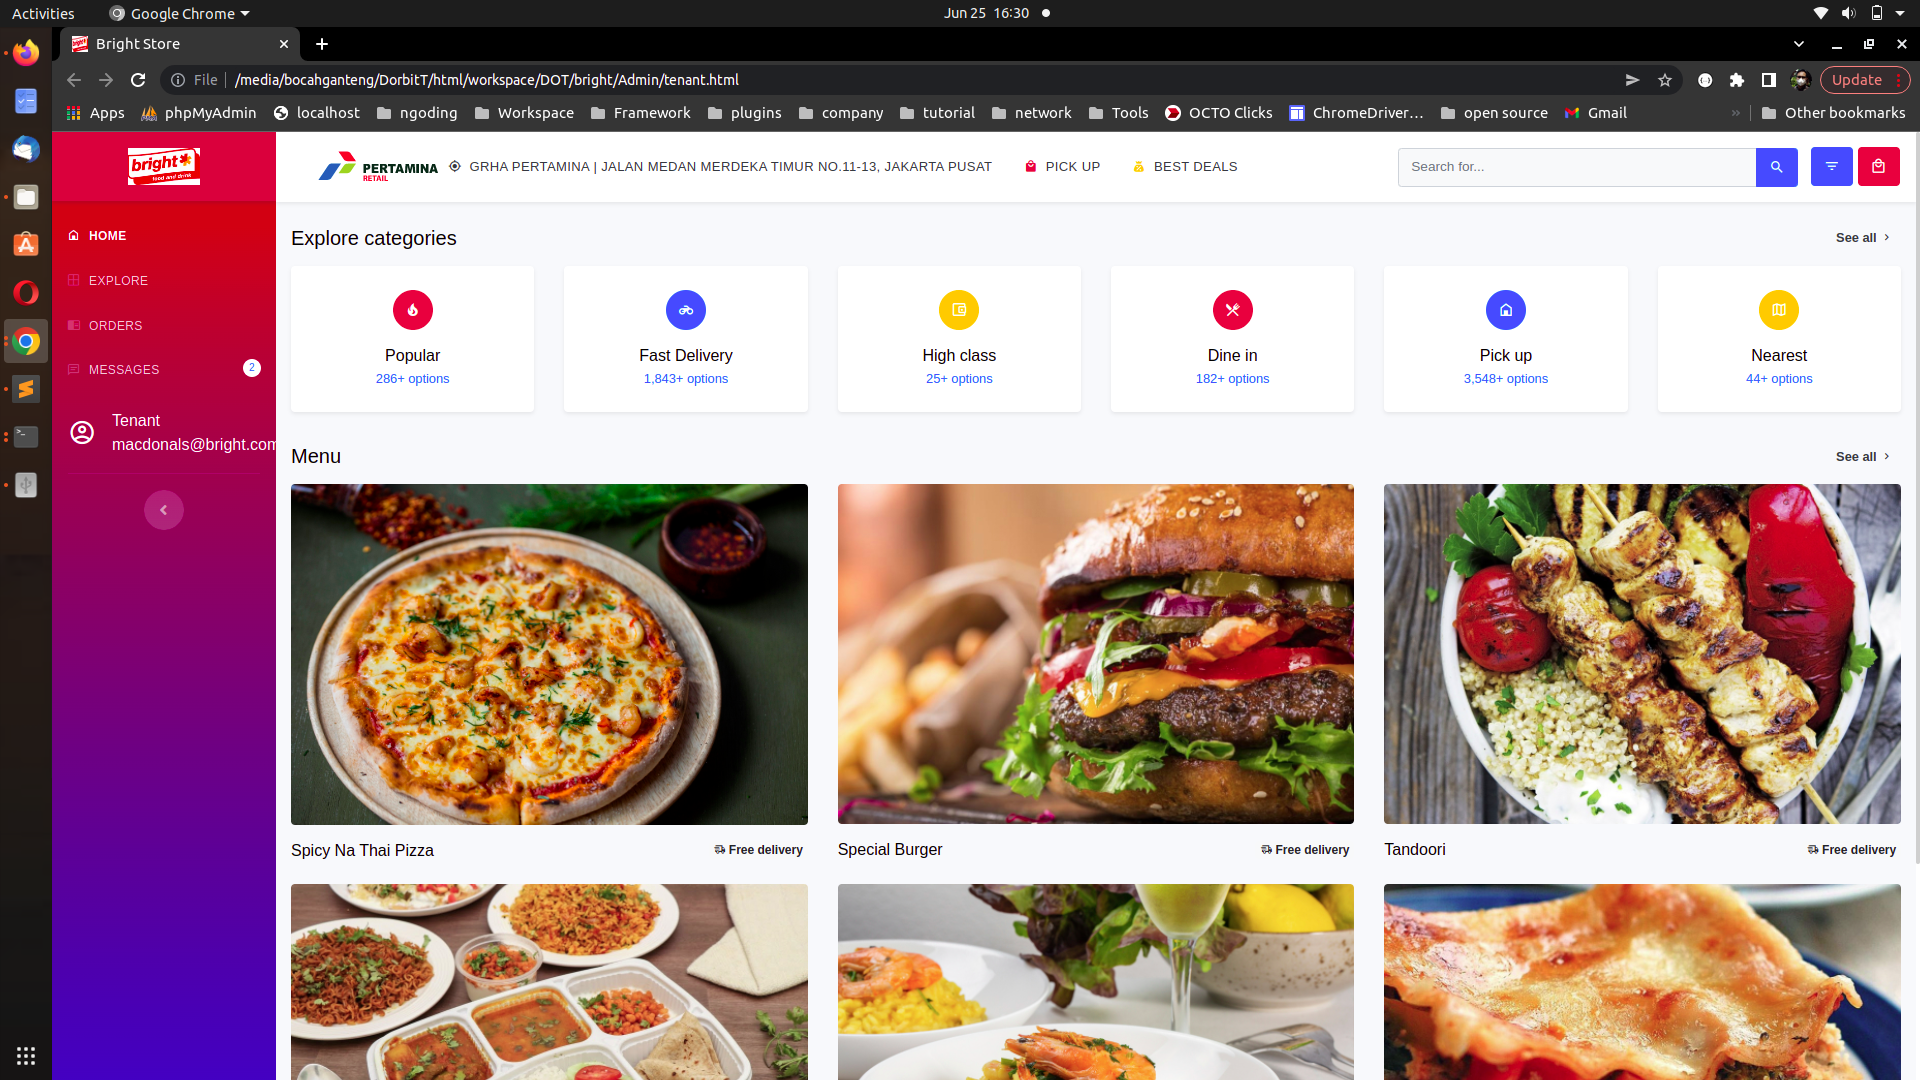 Activities
Google Chrome
Jun 25 16:30
Bright Store
File
/media/bocahganteng/DorbitT/html/workspace/DOT/bright/Admin/tenant.html
Update
Apps
phpMyAdmin
localhost
ngoding
Workspace
Framework
plugins
company
tutorial
network
Tools
OCTO Clicks
ChromeDriver…
open source
Gmail
»
Other bookmarks
bright
food and drink
PERTAMINA
RETAIL
GRHA PERTAMINA | JALAN MEDAN MERDEKA TIMUR NO.11-13, JAKARTA PUSAT
PICK UP
BEST DEALS
Search for...
HOME
EXPLORE
ORDERS
MESSAGES
2
Tenant
macdonals@bright.com
Explore categories
See all
Popular
286+ options
Fast Delivery
1,843+ options
High class
25+ options
Dine in
182+ options
Pick up
3,548+ options
Nearest
44+ options
Menu
See all
Spicy Na Thai Pizza
Free delivery
Special Burger
Free delivery
Tandoori
Free delivery